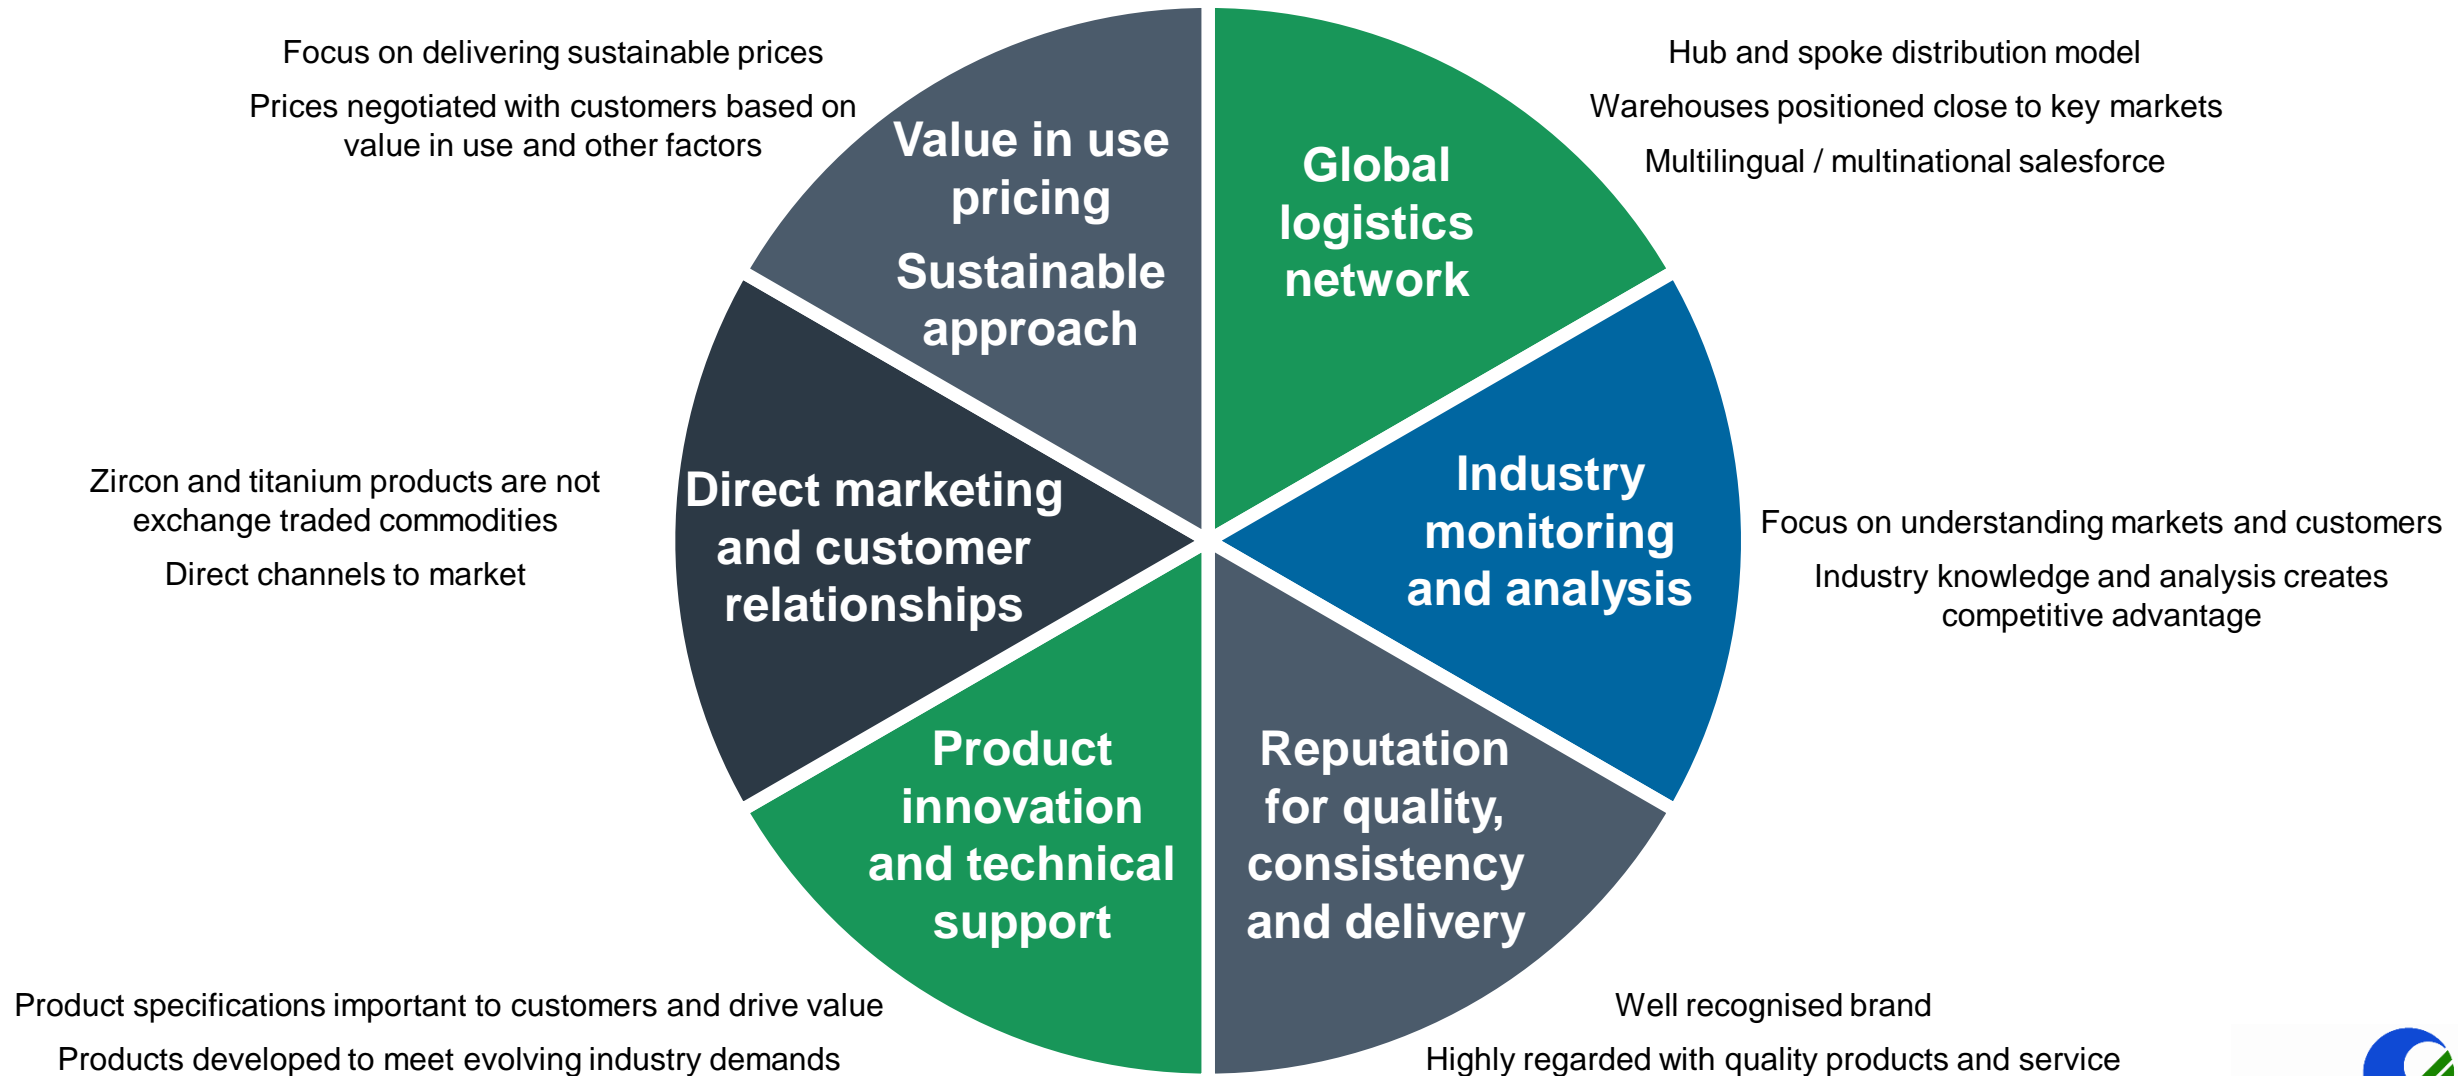 Focus on delivering sustainable prices
Prices negotiated with customers based on
value in use and other factors
Value in use
pricing
Sustainable
approach
Global
logistics
network
Hub and spoke distribution model
Warehouses positioned close to key markets
Multilingual / multinational salesforce
Zircon and titanium products are not
exchange traded commodities
Direct channels to market
Direct marketing
and customer
relationships
Industry
monitoring
and analysis
Focus on understanding markets and customers
Industry knowledge and analysis creates
competitive advantage
Product
innovation
and technical
support
Reputation
for quality,
consistency
and delivery
Product specifications important to customers and drive value
Products developed to meet evolving industry demands
Well recognised brand
Highly regarded with quality products and service